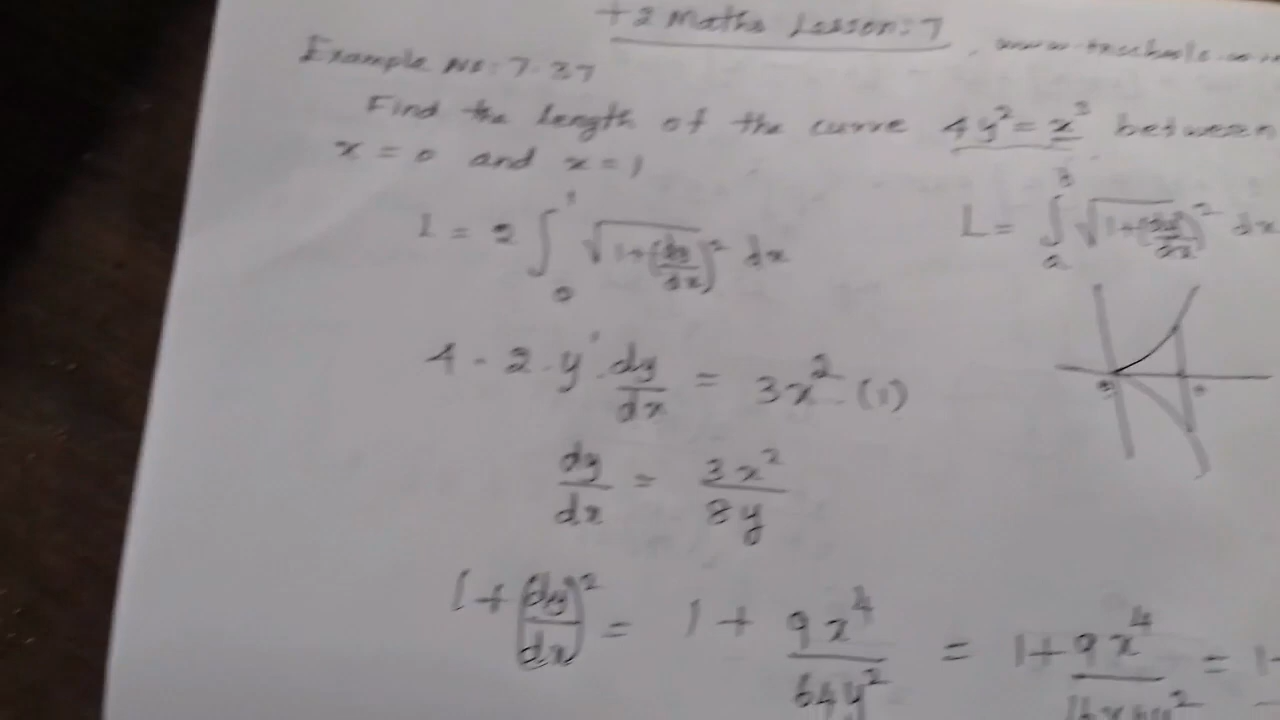 +2 Maths Lesson: 7
Example No: 7.37
Find the length of the curve 4y² = x³ between
x = 0 and x = 1
L = 2 ∫₀¹ √1+(dy/dx)² dx
L = ∫ √1+(dy/dx)² dx
4 - 2 . y' . dy/dx = 3x² . (1)
dy/dx = 3x²/8y
1 + (dy/dx)² = 1 + 9x⁴/64y² = 1 + 9x⁴/16x4y² = 1